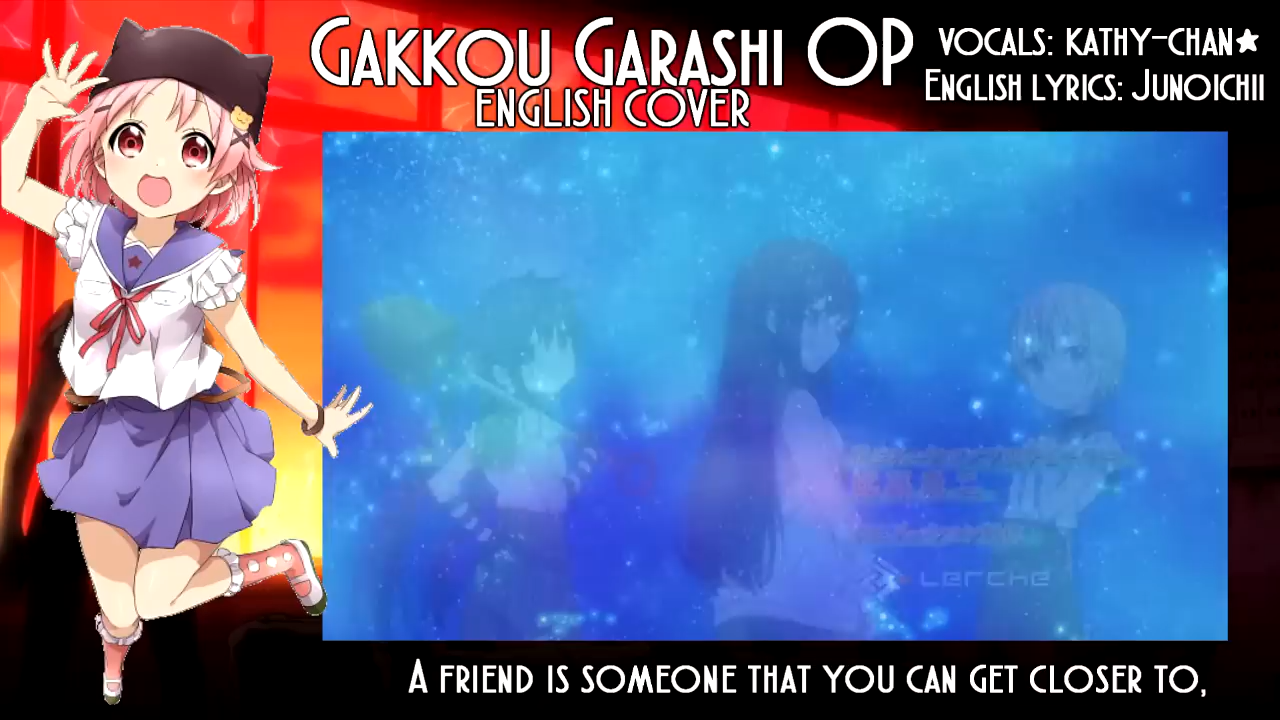 Gakkou Garashi OP
English Cover
Vocals: Kathy-chan★
English lyrics: Junoichii
Lerche
A friend is someone that you can get closer to,